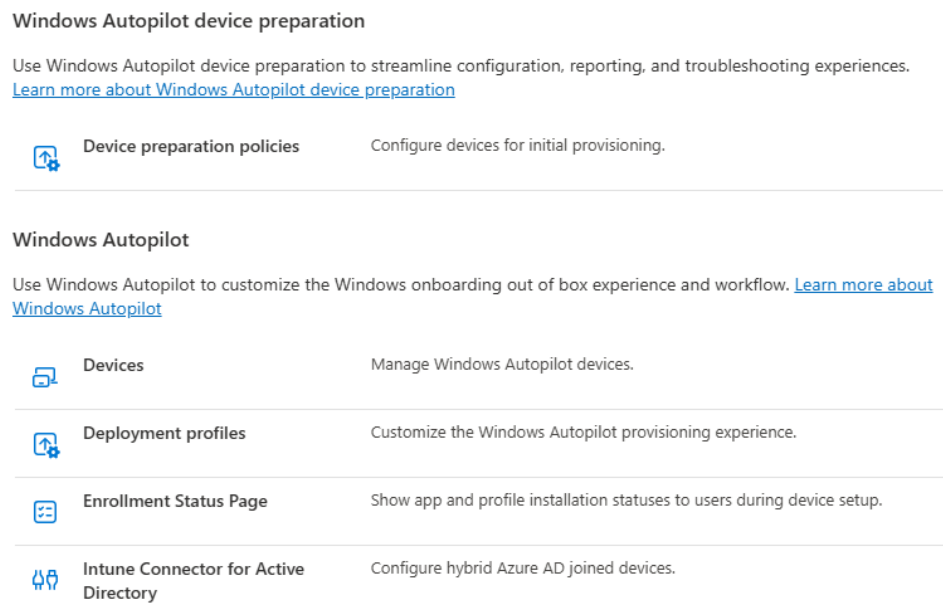 Windows Autopilot device preparation
Use Windows Autopilot device preparation to streamline configuration, reporting, and troubleshooting experiences.
Learn more about Windows Autopilot device preparation
Device preparation policies
Configure devices for initial provisioning.
Windows Autopilot
Use Windows Autopilot to customize the Windows onboarding out of box experience and workflow. Learn more about
Windows Autopilot
Devices
Manage Windows Autopilot devices.
Deployment profiles
Customize the Windows Autopilot provisioning experience.
Enrollment Status Page
Show app and profile installation statuses to users during device setup.
Intune Connector for Active
Directory
Configure hybrid Azure AD joined devices.